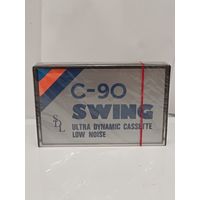 C-90
SWING
SDL
ULTRA DYNAMIC CASSETTE
LOW NOISE